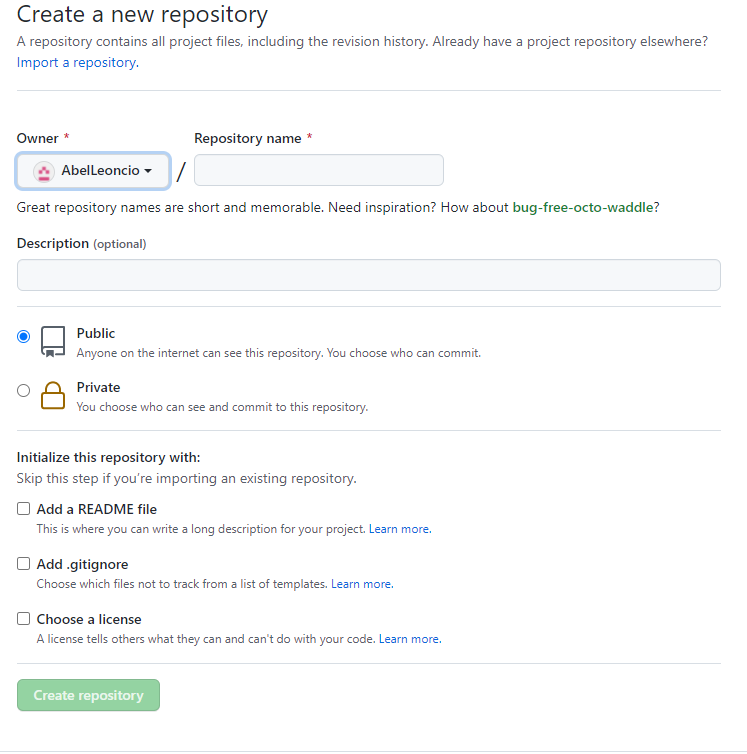 Create a new repository
A repository contains all project files, including the revision history. Already have a project repository elsewhere?
Import a repository.
Owner * Repository name *
AbelLeoncio /
Great repository names are short and memorable. Need inspiration? How about bug-free-octo-waddle?
Description (optional)
Public
Anyone on the internet can see this repository. You choose who can commit.
Private
You choose who can see and commit to this repository.
Initialize this repository with:
Skip this step if you're importing an existing repository.
Add a README file
This is where you can write a long description for your project. Learn more.
Add .gitignore
Choose which files not to track from a list of templates. Learn more.
Choose a license
A license tells others what they can and can't do with your code. Learn more.
Create repository